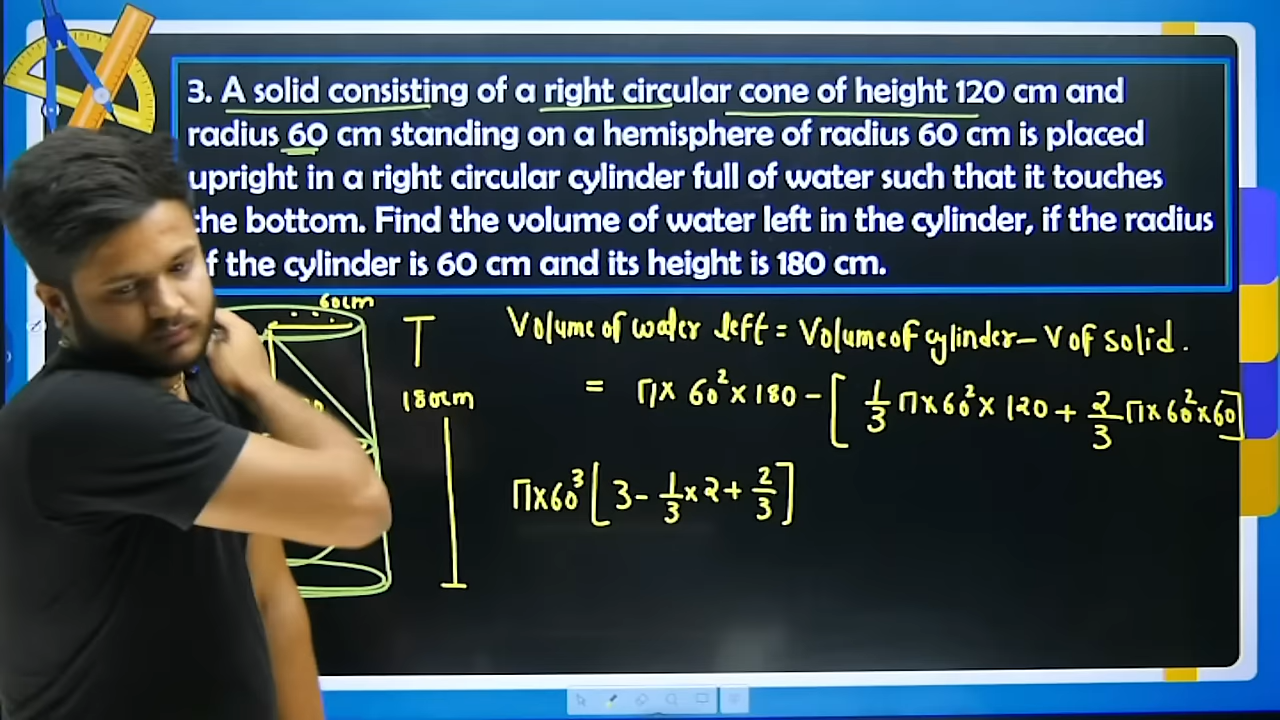 3. A solid consisting of a right circular cone of height 120 cm and
radius 60 cm standing on a hemisphere of radius 60 cm is placed
upright in a right circular cylinder full of water such that it touches
the bottom. Find the volume of water left in the cylinder, if the radius
f the cylinder is 60 cm and its height is 180 cm.
60cm
180cm
Volume of water left = Volume of cylinder - V of solid.
= π× 60² × 180 - [ 1/3 π×60² × 120 + 2/3 π×60²×60]
π×60³ [ 3 - 1/3 ×2 + 2/3 ]